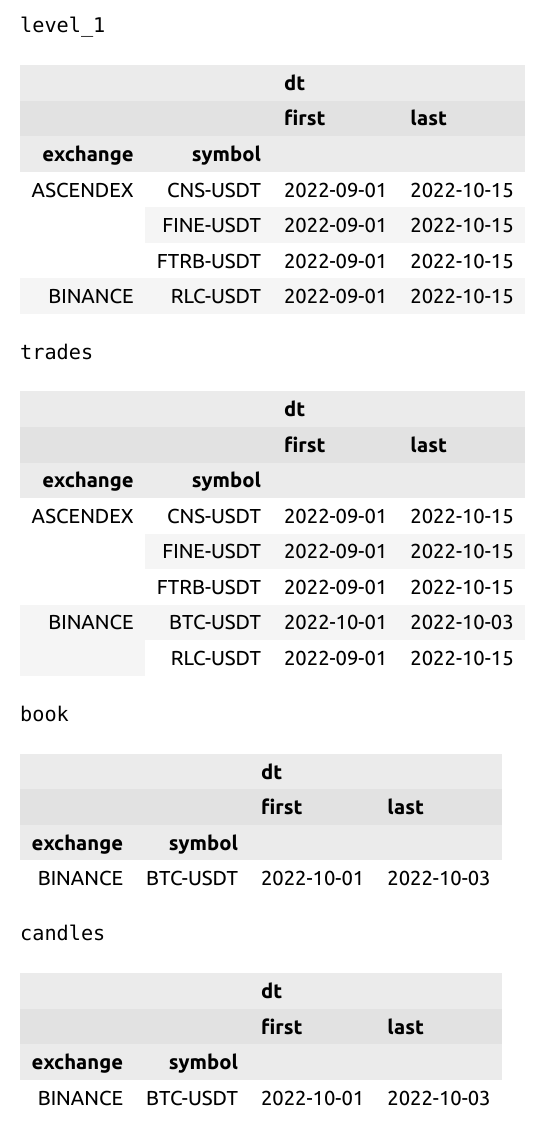 level_1
dt
first last
exchange symbol
ASCENDEX CNS-USDT 2022-09-01 2022-10-15
FINE-USDT 2022-09-01 2022-10-15
FTRB-USDT 2022-09-01 2022-10-15
BINANCE RLC-USDT 2022-09-01 2022-10-15
trades
dt
first last
exchange symbol
ASCENDEX CNS-USDT 2022-09-01 2022-10-15
FINE-USDT 2022-09-01 2022-10-15
FTRB-USDT 2022-09-01 2022-10-15
BINANCE BTC-USDT 2022-10-01 2022-10-03
RLC-USDT 2022-09-01 2022-10-15
book
dt
first last
exchange symbol
BINANCE BTC-USDT 2022-10-01 2022-10-03
candles
dt
first last
exchange symbol
BINANCE BTC-USDT 2022-10-01 2022-10-03